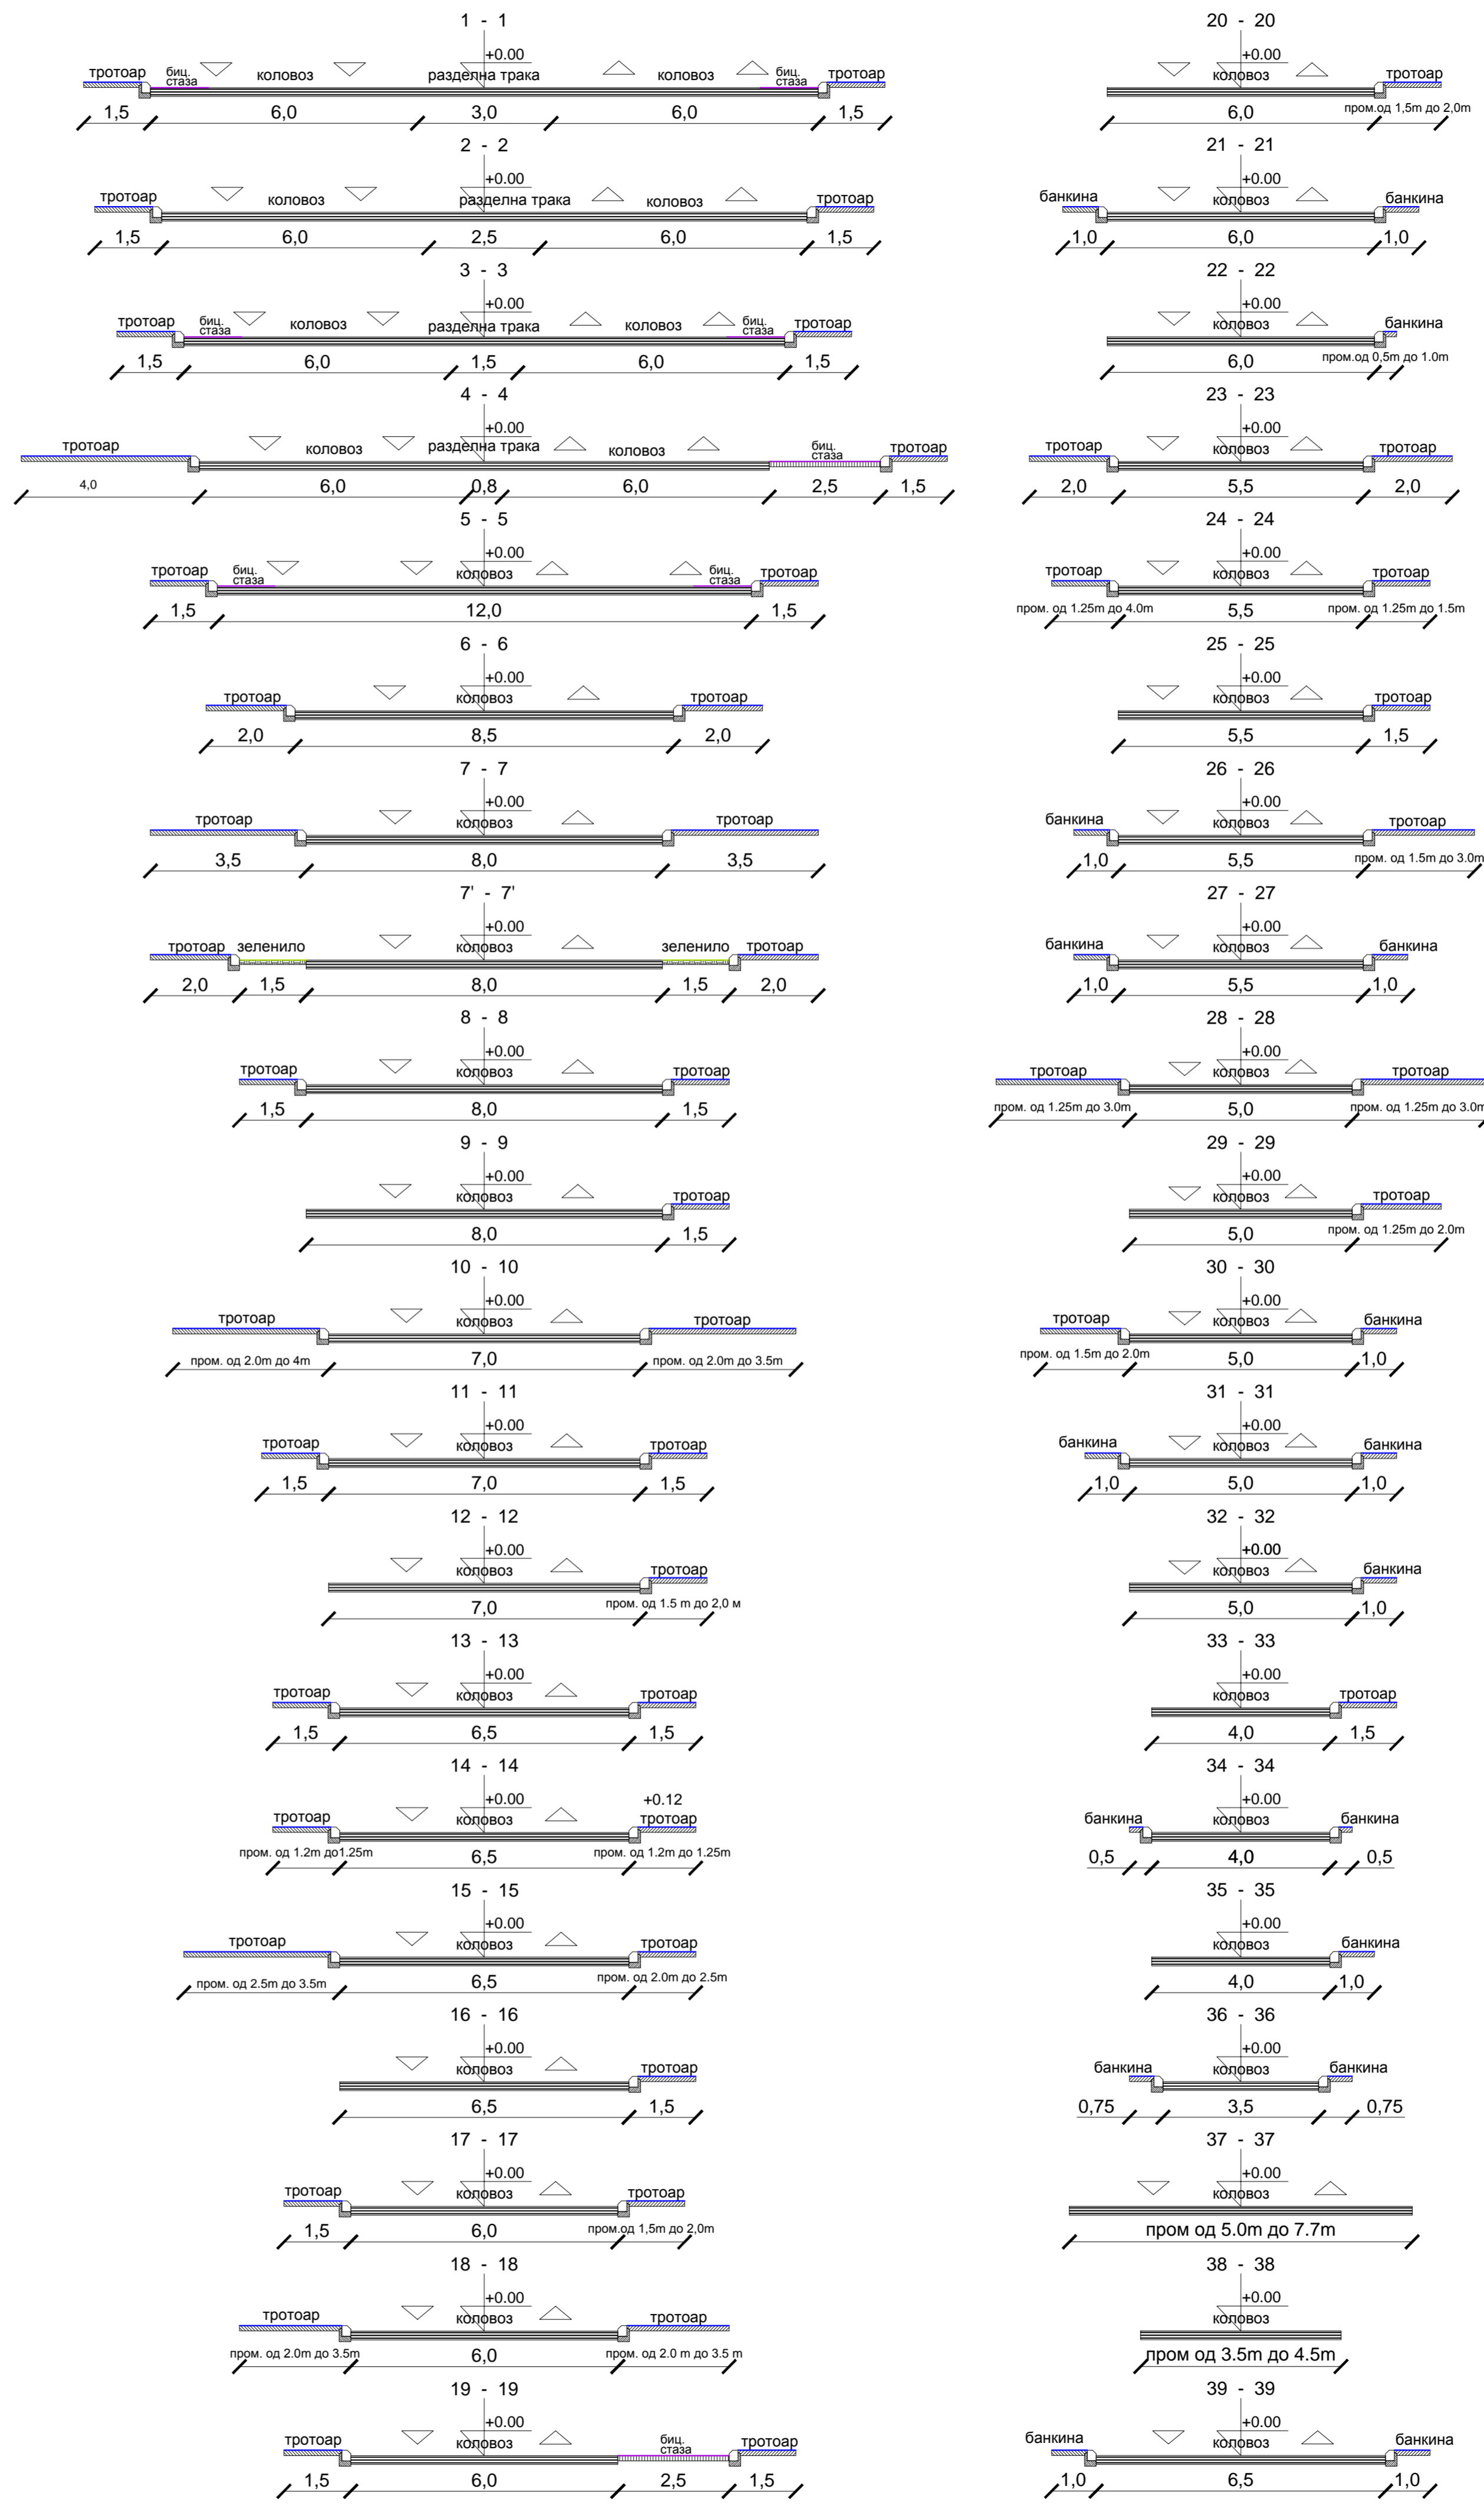 1 - 1
+0.00
тротоар биц. стаза коловоз разделна трака коловоз биц. стаза тротоар
1,5 6,0 3,0 6,0 1,5
2 - 2
+0.00
тротоар коловоз разделна трака коловоз тротоар
1,5 6,0 2,5 6,0 1,5
3 - 3
+0.00
тротоар биц. стаза коловоз разделна трака коловоз биц. стаза тротоар
1,5 6,0 1,5 6,0 1,5
4 - 4
+0.00
тротоар коловоз разделна трака коловоз биц. стаза тротоар
4,0 6,0 0,8 6,0 2,5 1,5
5 - 5
+0.00
тротоар биц. стаза коловоз биц. стаза тротоар
1,5 12,0 1,5
6 - 6
+0.00
тротоар коловоз тротоар
2,0 8,5 2,0
7 - 7
+0.00
тротоар коловоз тротоар
3,5 8,0 3,5
7' - 7'
+0.00
тротоар зеленило коловоз зеленило тротоар
2,0 1,5 8,0 1,5 2,0
8 - 8
+0.00
тротоар коловоз тротоар
1,5 8,0 1,5
9 - 9
+0.00
коловоз тротоар
8,0 1,5
10 - 10
+0.00
тротоар коловоз тротоар
пром. од 2.0m до 4m 7,0 пром. од 2.0m до 3.5m
11 - 11
+0.00
тротоар коловоз тротоар
1,5 7,0 1,5
12 - 12
+0.00
коловоз тротоар
7,0 пром. од 1.5 m до 2,0 м
13 - 13
+0.00
тротоар коловоз тротоар
1,5 6,5 1,5
14 - 14
+0.00 +0.12
тротоар коловоз тротоар
пром. од 1.2m до1.25m 6,5 пром. од 1.2m до 1.25m
15 - 15
+0.00
тротоар коловоз тротоар
пром. од 2.5m до 3.5m 6,5 пром. од 2.0m до 2.5m
16 - 16
+0.00
коловоз тротоар
6,5 1,5
17 - 17
+0.00
тротоар коловоз тротоар
1,5 6,0 пром.од 1,5m до 2,0m
18 - 18
+0.00
тротоар коловоз тротоар
пром. од 2.0m до 3.5m 6,0 пром. од 2.0 m до 3.5 m
19 - 19
+0.00
тротоар коловоз биц. стаза тротоар
1,5 6,0 2,5 1,5
20 - 20
+0.00
коловоз тротоар
6,0 пром.од 1,5m до 2,0m
21 - 21
+0.00
банкина коловоз банкина
1,0 6,0 1,0
22 - 22
+0.00
коловоз банкина
6,0 пром.од 0,5m до 1.0m
23 - 23
+0.00
тротоар коловоз тротоар
2,0 5,5 2,0
24 - 24
+0.00
тротоар коловоз тротоар
пром. од 1.25m до 4.0m 5,5 пром. од 1.25m до 1.5m
25 - 25
+0.00
коловоз тротоар
5,5 1,5
26 - 26
+0.00
банкина коловоз тротоар
1,0 5,5 пром. од 1.5m до 3.0m
27 - 27
+0.00
банкина коловоз банкина
1,0 5,5 1,0
28 - 28
+0.00
тротоар коловоз тротоар
пром. од 1.25m до 3.0m 5,0 пром. од 1.25m до 3.0m
29 - 29
+0.00
коловоз тротоар
5,0 пром. од 1.25m до 2.0m
30 - 30
+0.00
тротоар коловоз банкина
пром. од 1.5m до 2.0m 5,0 1,0
31 - 31
+0.00
банкина коловоз банкина
1,0 5,0 1,0
32 - 32
+0.00
коловоз банкина
5,0 1,0
33 - 33
+0.00
коловоз тротоар
4,0 1,5
34 - 34
+0.00
банкина коловоз банкина
0,5 4,0 0,5
35 - 35
+0.00
коловоз банкина
4,0 1,0
36 - 36
+0.00
банкина коловоз банкина
0,75 3,5 0,75
37 - 37
+0.00
коловоз
пром од 5.0m до 7.7m
38 - 38
+0.00
коловоз
пром од 3.5m до 4.5m
39 - 39
+0.00
банкина коловоз банкина
1,0 6,5 1,0